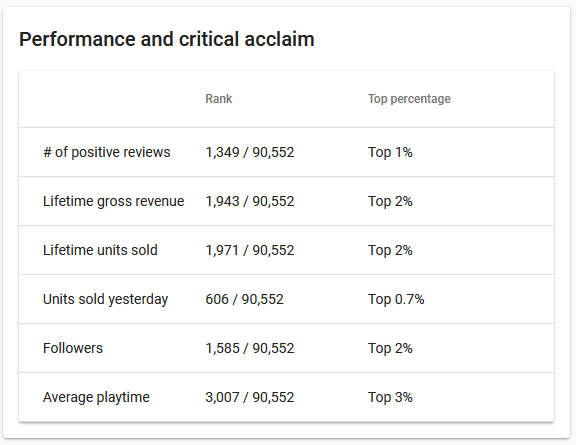 Performance and critical acclaim
Rank Top percentage
# of positive reviews 1,349 / 90,552 Top 1%
Lifetime gross revenue 1,943 / 90,552 Top 2%
Lifetime units sold 1,971 / 90,552 Top 2%
Units sold yesterday 606 / 90,552 Top 0.7%
Followers 1,585 / 90,552 Top 2%
Average playtime 3,007 / 90,552 Top 3%